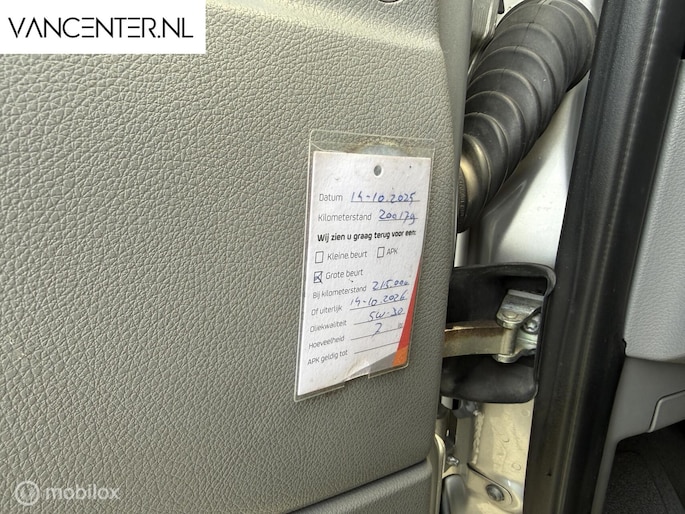 VANCENTER.NL
Datum 14-10-2025
Kilometerstand 200179
Wij zien u graag terug voor een:
Kleine beurt APK
Grote beurt
Bij kilometerstand 215.000
Of uiterlijk 14-10-2026
Oliekwaliteit 5W-30
Hoeveelheid
APK geldig tot
mobilox